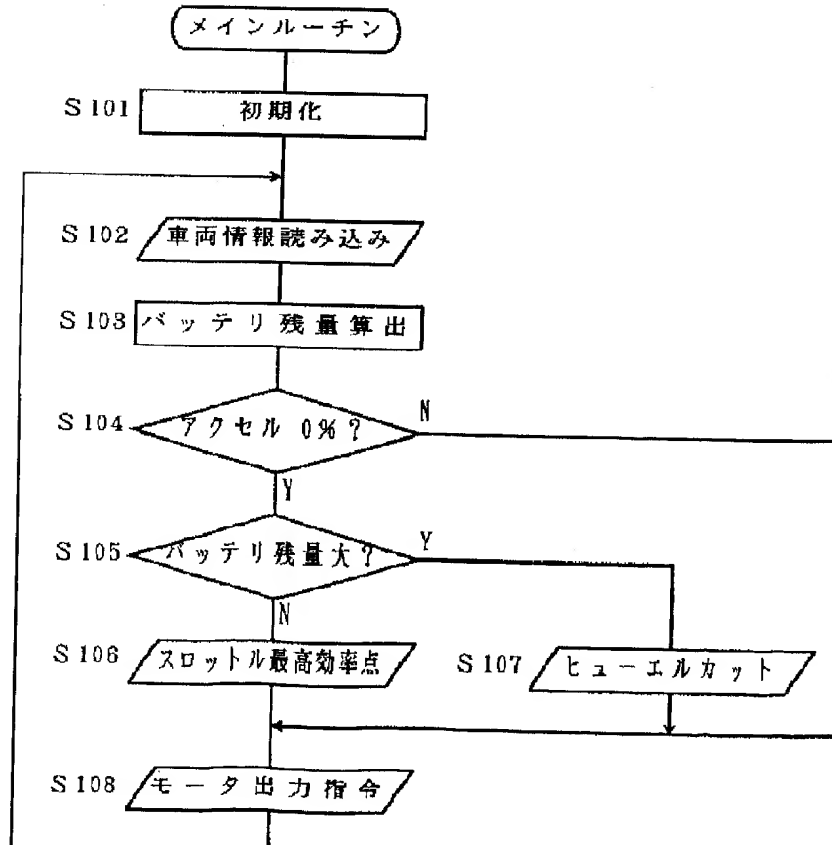 メインルーチン
S101 初期化
S102 車両情報読み込み
S103 バッテリ残量算出
S104 アクセル 0%?
N
Y
S105 バッテリ残量大?
Y
N
S106 スロットル最高効率点
S107 ヒューエルカット
S108 モータ出力指令